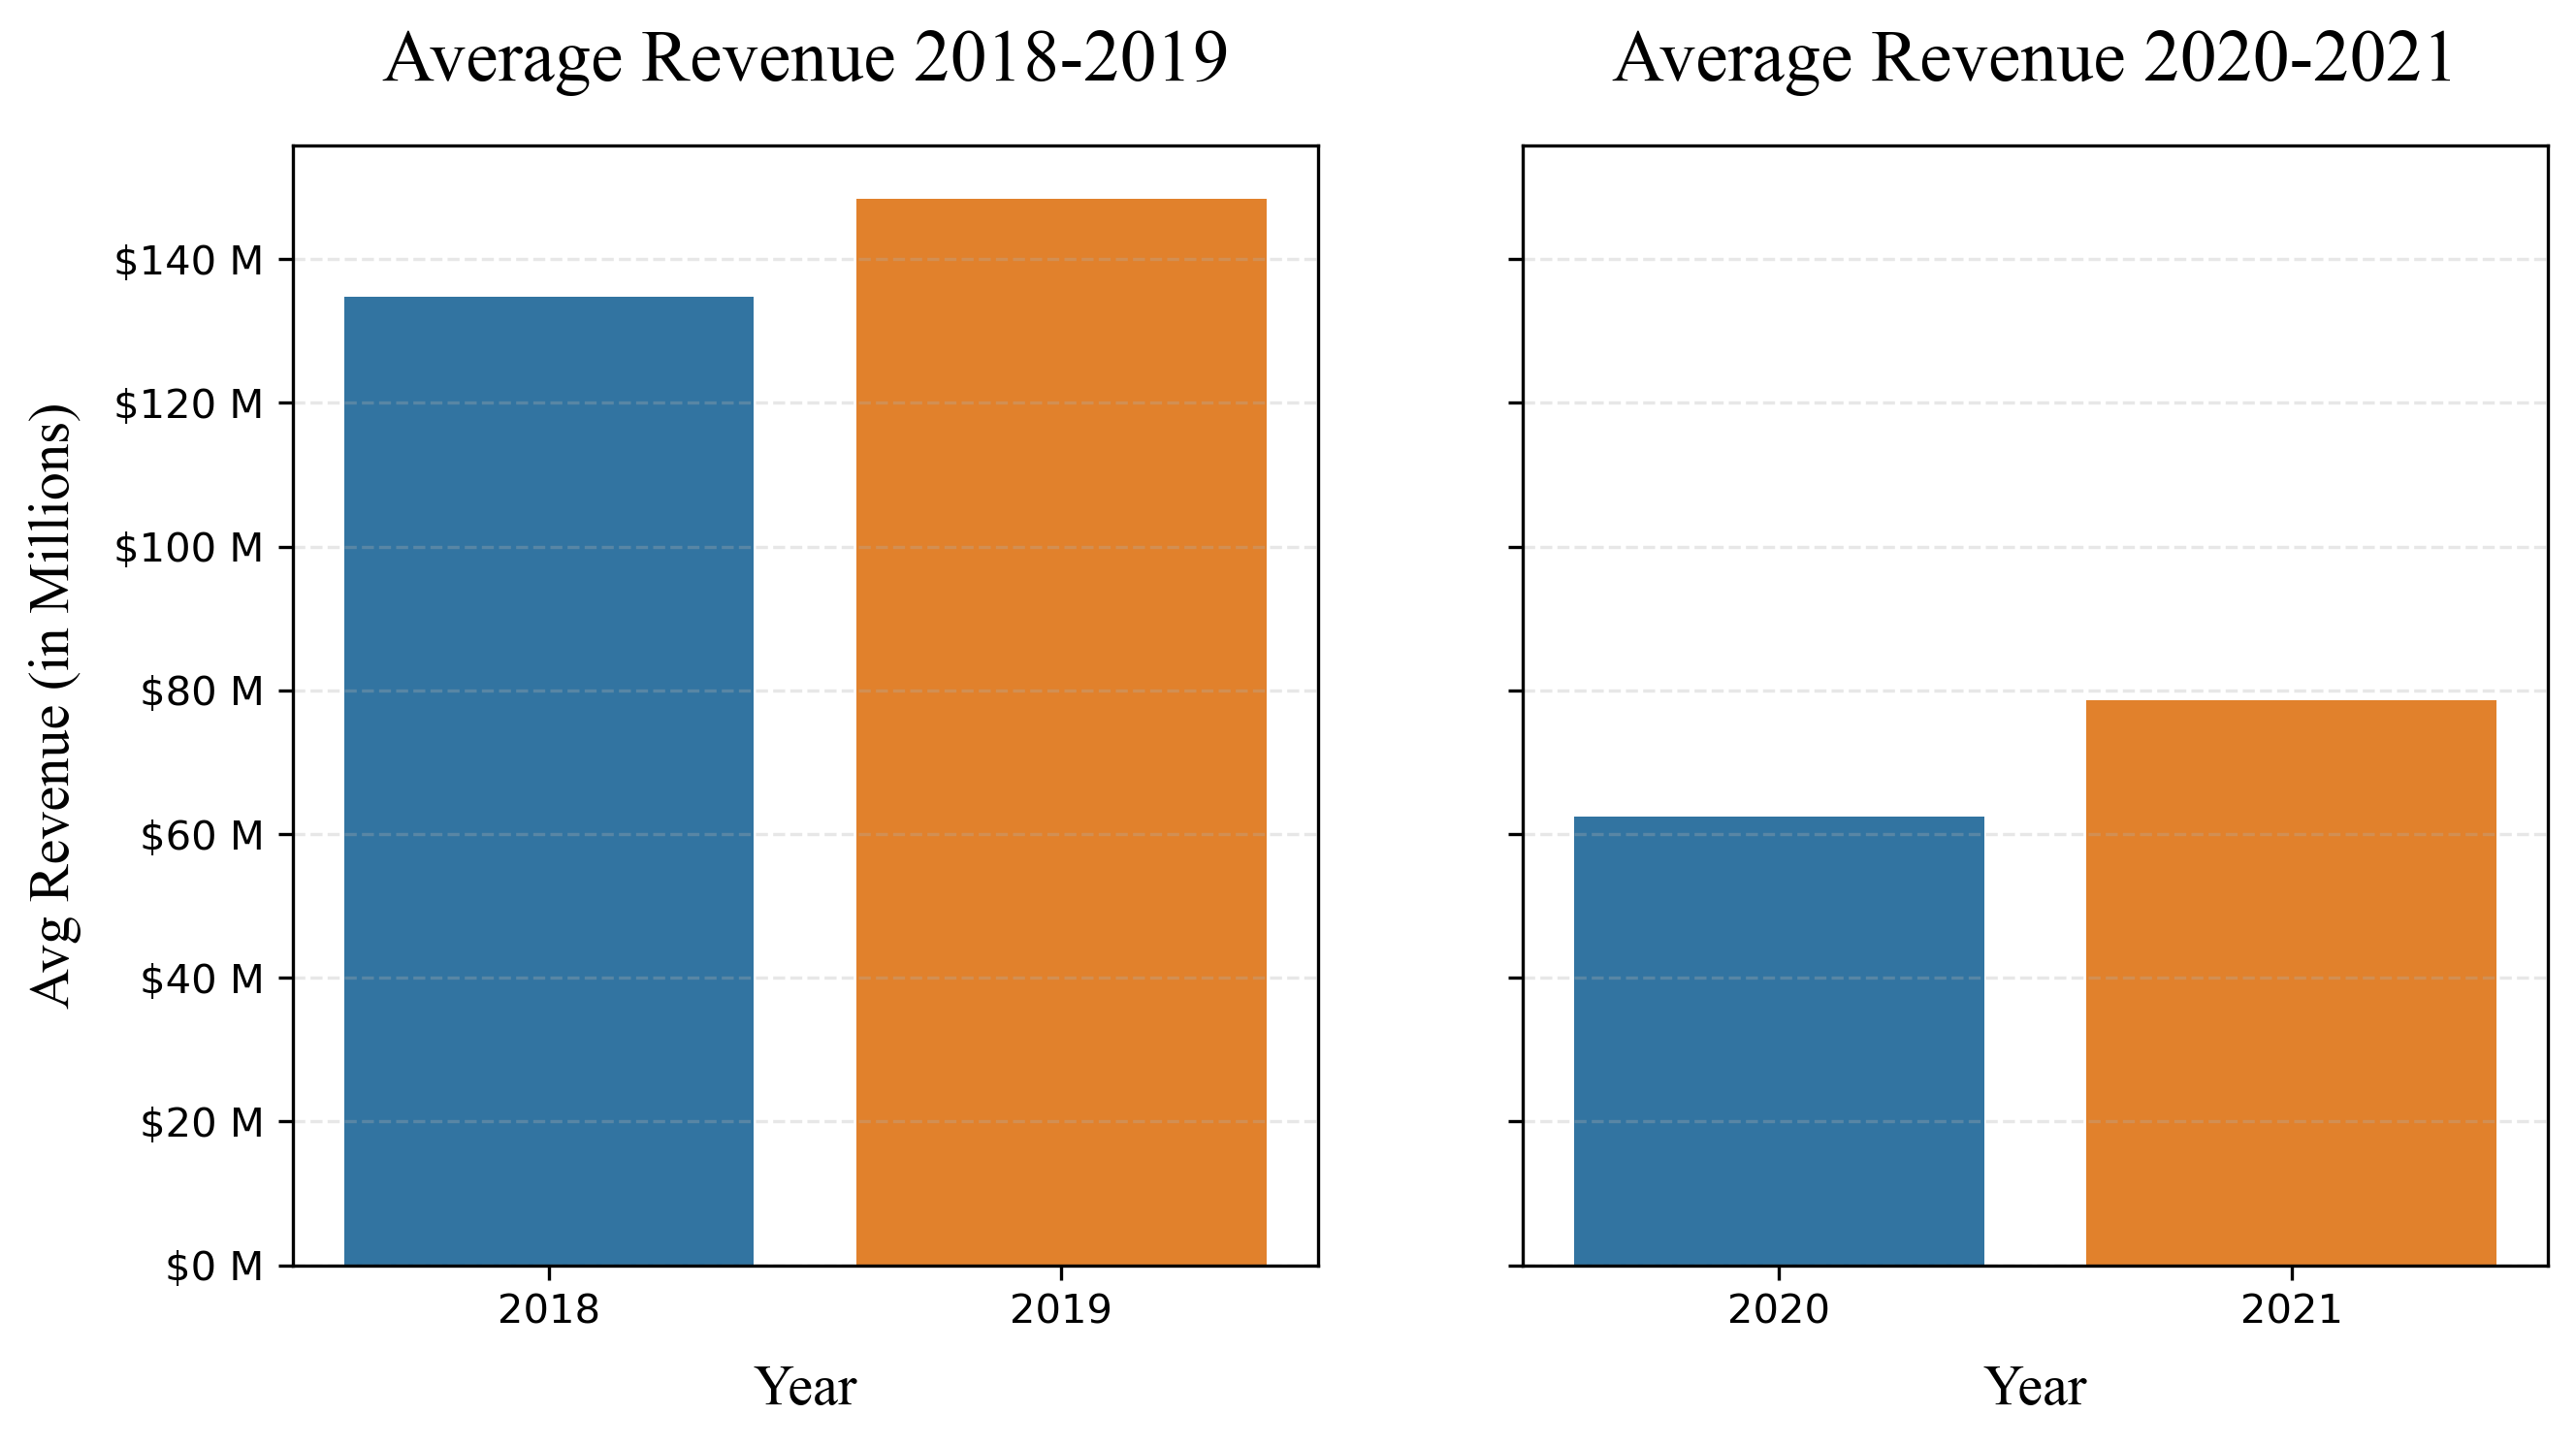 Average Revenue 2018-2019
Average Revenue 2020-2021
Avg Revenue (in Millions)
$140 M
$120 M
$100 M
$80 M
$60 M
$40 M
$20 M
$0 M
2018
2019
2020
2021
Year
Year